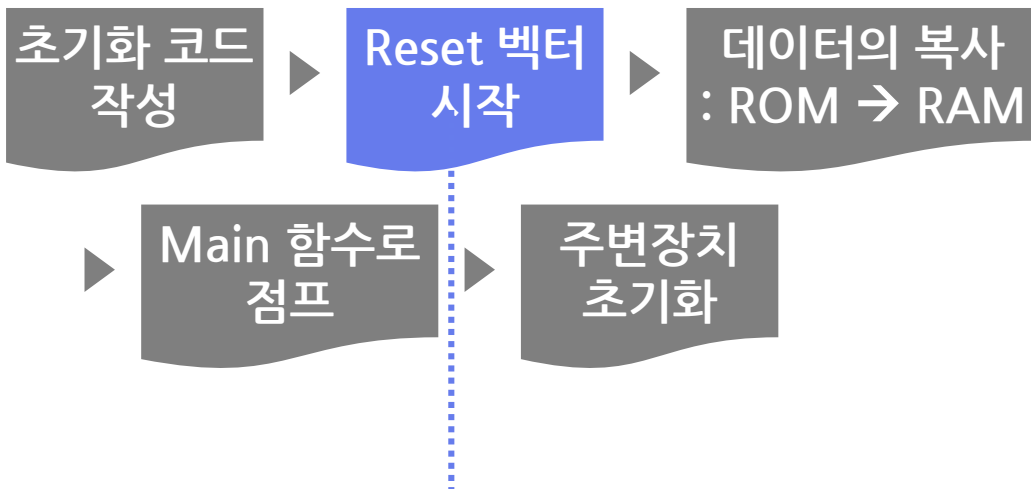 초기화 코드
작성
Reset 벡터
시작
데이터의 복사
: ROM → RAM
Main 함수로
점프
주변장치
초기화